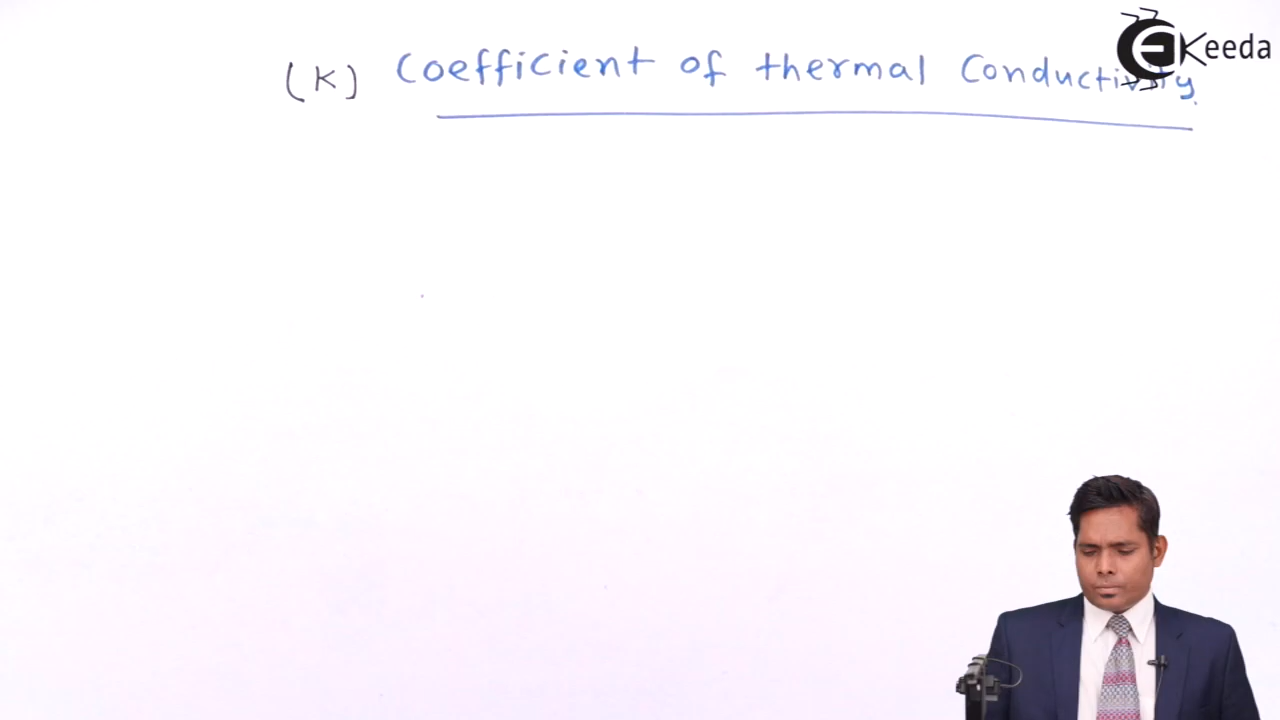 (K) Coefficient of thermal Conductivity.
EKeeda